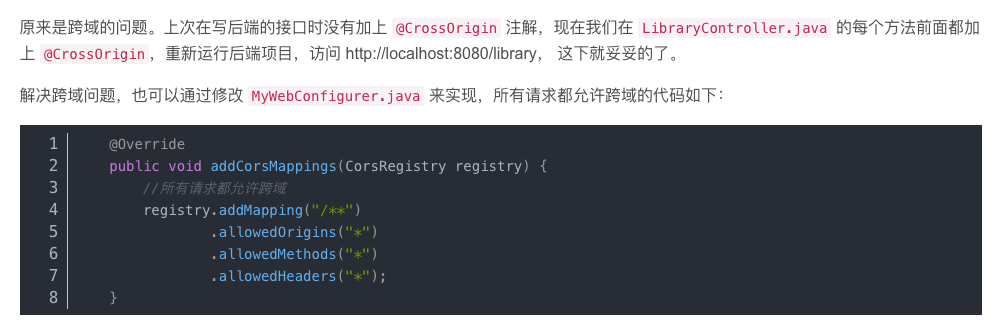 原来是跨域的问题。上次在写后端的接口时没有加上 @CrossOrigin 注解，现在我们在 LibraryController.java 的每个方法前面都加
上 @CrossOrigin ，重新运行后端项目，访问 http://localhost:8080/library， 这下就妥妥的了。
解决跨域问题，也可以通过修改 MyWebConfigurer.java 来实现，所有请求都允许跨域的代码如下：
1 @Override
2 public void addCorsMappings(CorsRegistry registry) {
3 //所有请求都允许跨域
4 registry.addMapping("/**")
5 .allowedOrigins("*")
6 .allowedMethods("*")
7 .allowedHeaders("*");
8 }